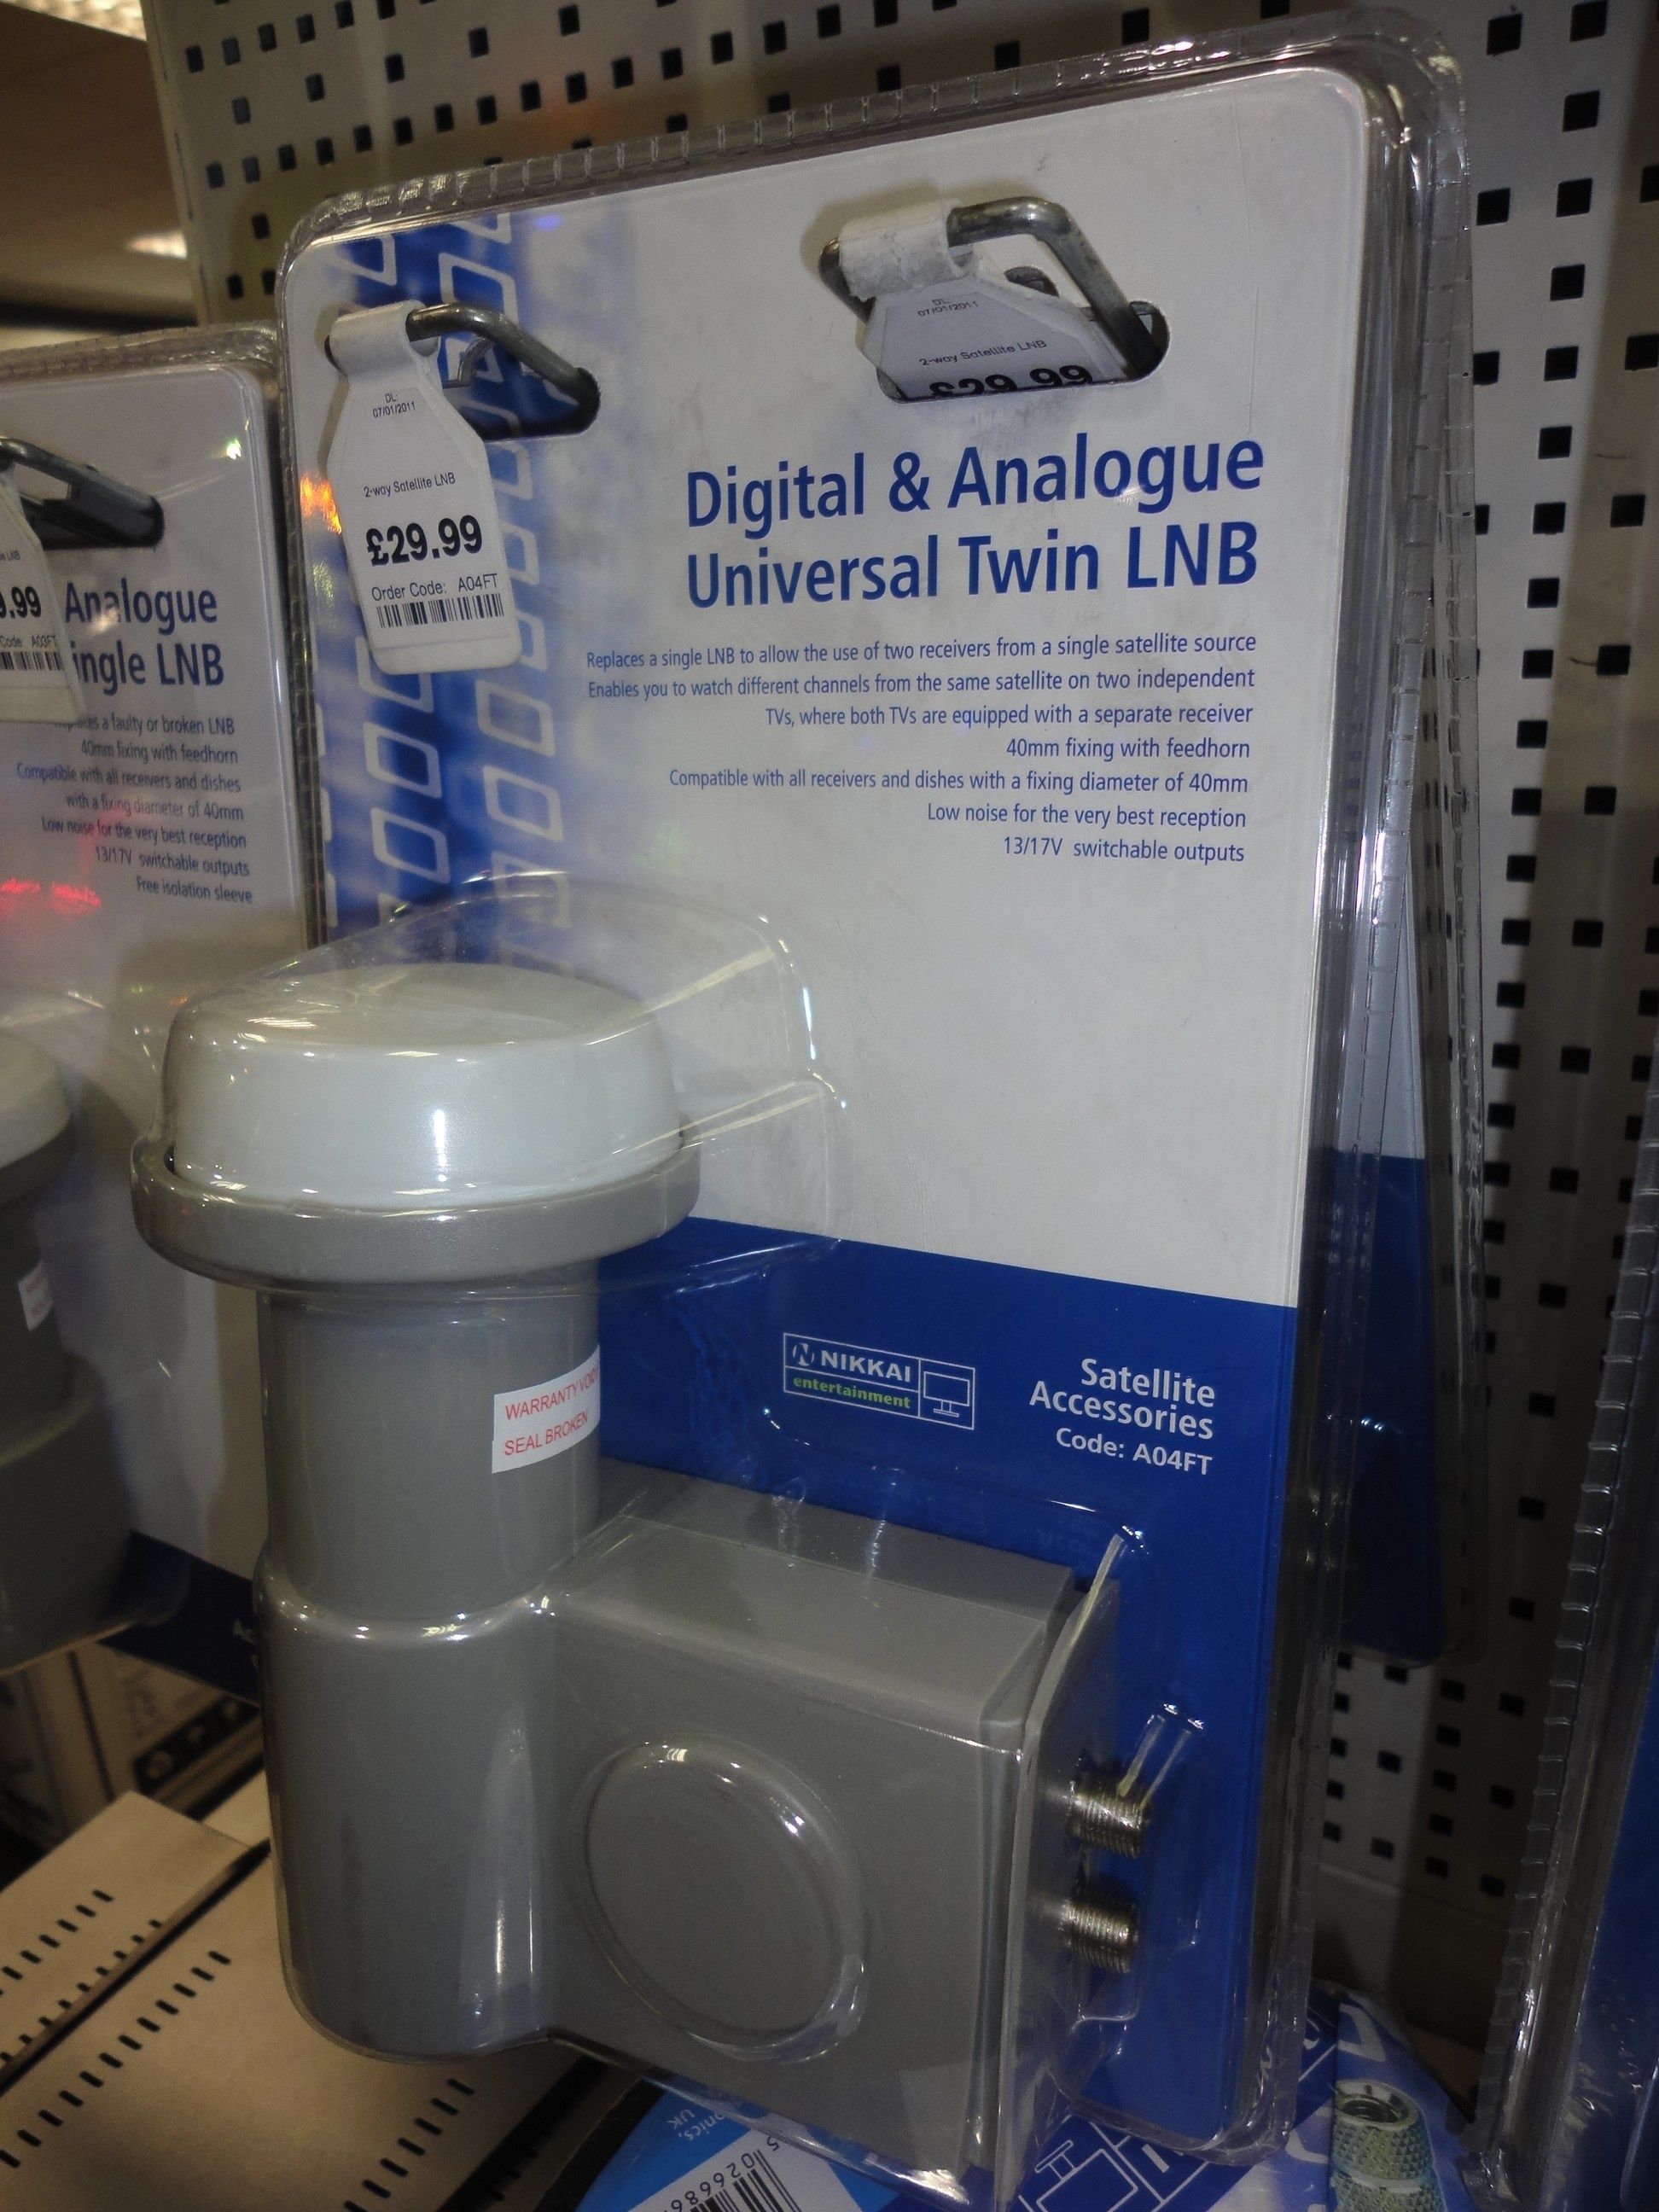 DL:
07/01/2011
2-way Satellite LNB
£29.99
Order Code: A04FT
DL:
07/01/2011
2-way Satellite LNB
£29.99
Digital & Analogue
Universal Twin LNB
Replaces a single LNB to allow the use of two receivers from a single satellite source
Enables you to watch different channels from the same satellite on two independent
TVs, where both TVs are equipped with a separate receiver
40mm fixing with feedhorn
Compatible with all receivers and dishes with a fixing diameter of 40mm
Low noise for the very best reception
13/17V switchable outputs
NIKKAI
entertainment
Satellite
Accessories
Code: A04FT
WARRANTY VOID
SEAL BROKEN
LNB
9.99
Code A03FT
Analogue
ingle LNB
a faulty or broken LNB
40mm fixing with feedhorn
Compatible with all receivers and dishes
with a fixing diameter of 40mm
Low noise for the very best reception
13/17V switchable outputs
Free isolation sleeve
onics,
UK